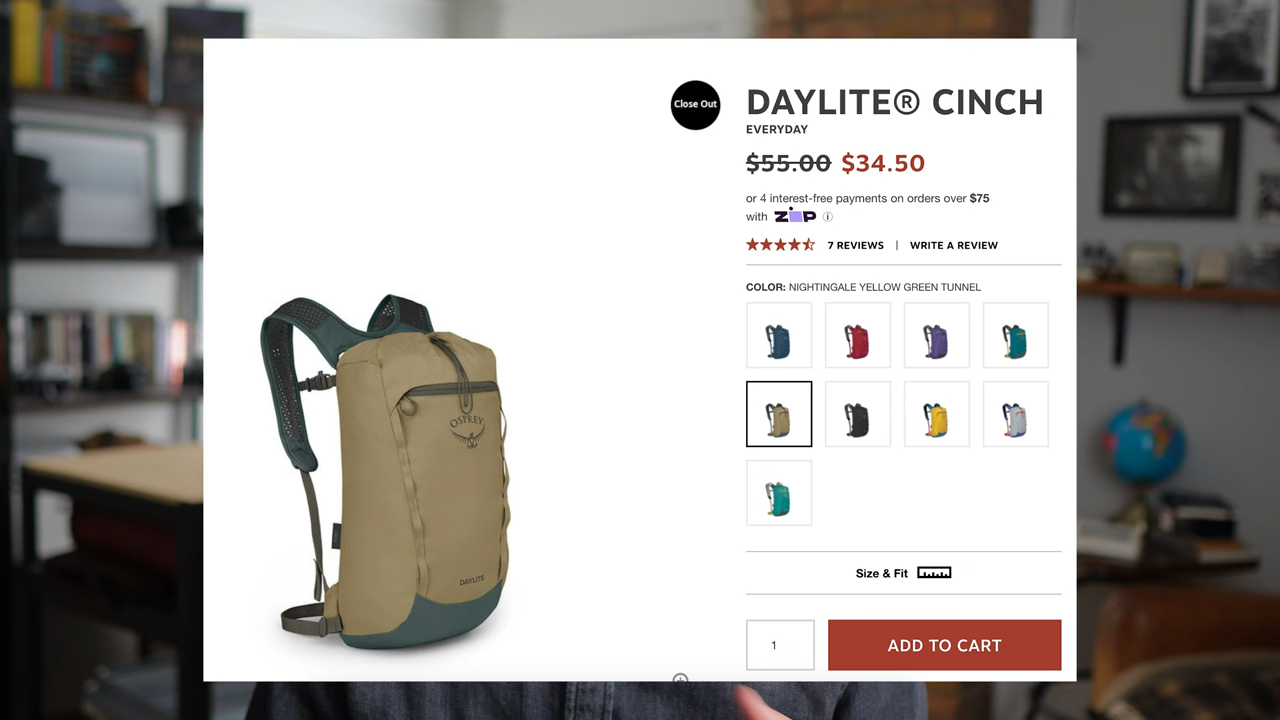 Close Out
DAYLITE® CINCH
EVERYDAY
$55.00 $34.50
or 4 interest-free payments on orders over $75
with ZIP
7 REVIEWS | WRITE A REVIEW
COLOR: NIGHTINGALE YELLOW GREEN TUNNEL
OSPREY
DAYLITE
Size & Fit
1
ADD TO CART